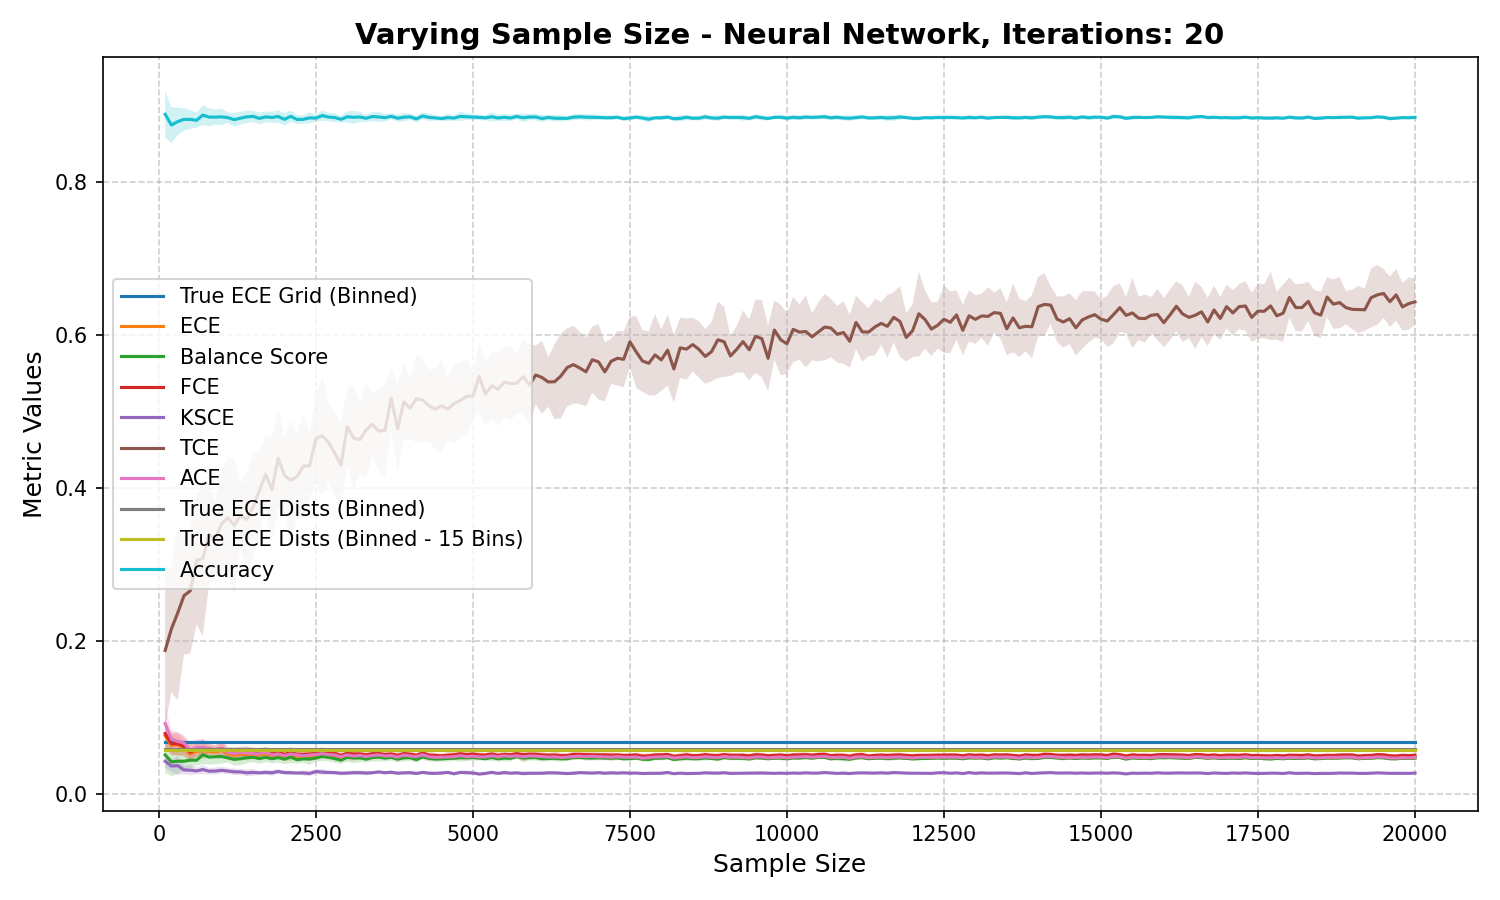 Varying Sample Size - Neural Network, Iterations: 20
Metric Values
0.8
0.6
0.4
0.2
0.0
True ECE Grid (Binned)
ECE
Balance Score
FCE
KSCE
TCE
ACE
True ECE Dists (Binned)
True ECE Dists (Binned - 15 Bins)
Accuracy
0 2500 5000 7500 10000 12500 15000 17500 20000
Sample Size